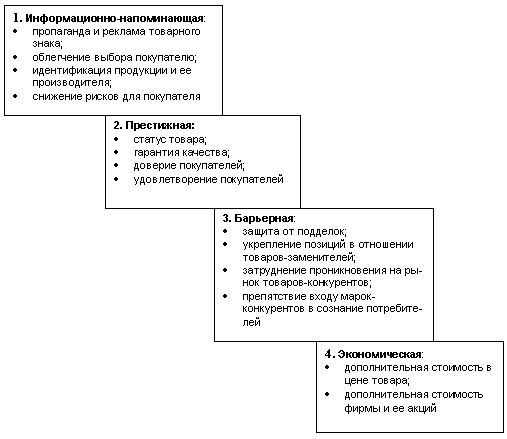 1. Информационно-напоминающая:
• пропаганда и реклама товарного
знака;
• облегчение выбора покупателю;
• идентификация продукции и ее
производителя;
• снижение рисков для покупателя
2. Престижная:
• статус товара;
• гарантия качества;
• доверие покупателей;
• удовлетворение покупателей
3. Барьерная:
• защита от подделок;
• укрепление позиций в отношении
товаров-заменителей;
• затруднение проникновения на ры-
нок товаров-конкурентов;
• препятствие входу марок-
конкурентов в сознание потребите-
лей
4. Экономическая:
• дополнительная стоимость в
цене товара;
• дополнительная стоимость
фирмы и ее акций